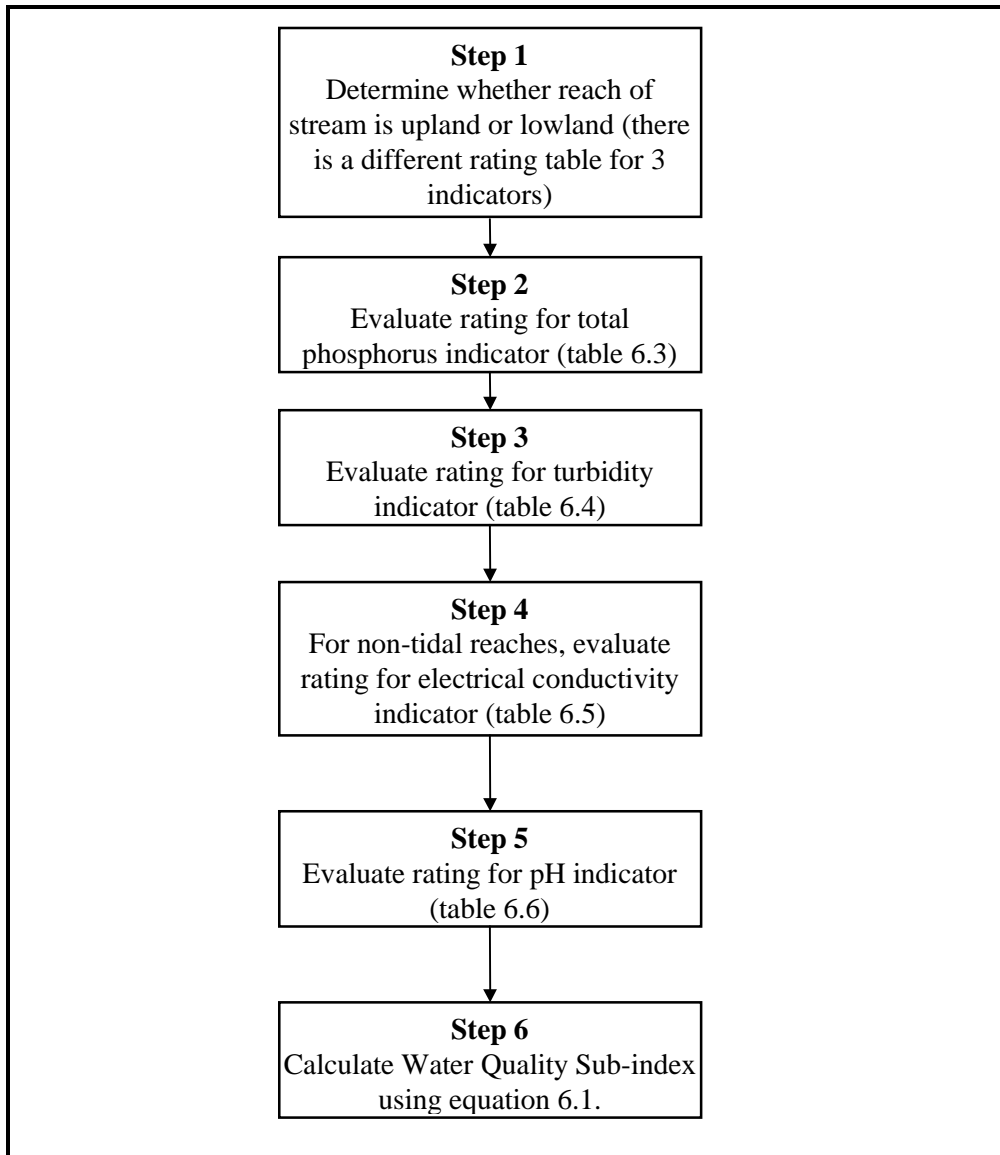 Step 1
Determine whether reach of
stream is upland or lowland (there
is a different rating table for 3
indicators)
Step 2
Evaluate rating for total
phosphorus indicator (table 6.3)
Step 3
Evaluate rating for turbidity
indicator (table 6.4)
Step 4
For non-tidal reaches, evaluate
rating for electrical conductivity
indicator (table 6.5)
Step 5
Evaluate rating for pH indicator
(table 6.6)
Step 6
Calculate Water Quality Sub-index
using equation 6.1.